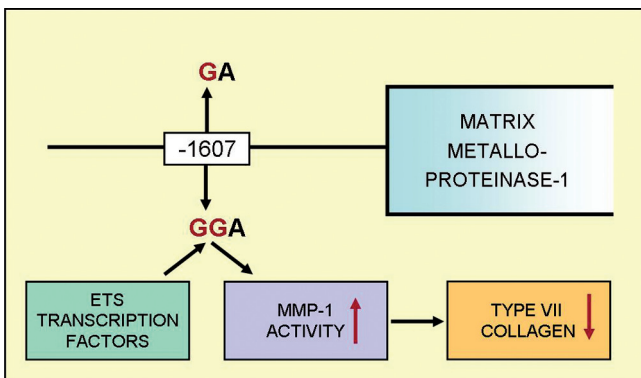 GA
-1607
MATRIX
METALLO-
PROTEINASE-1
GGA
ETS
TRANSCRIPTION
FACTORS
MMP-1
ACTIVITY
TYPE VII
COLLAGEN